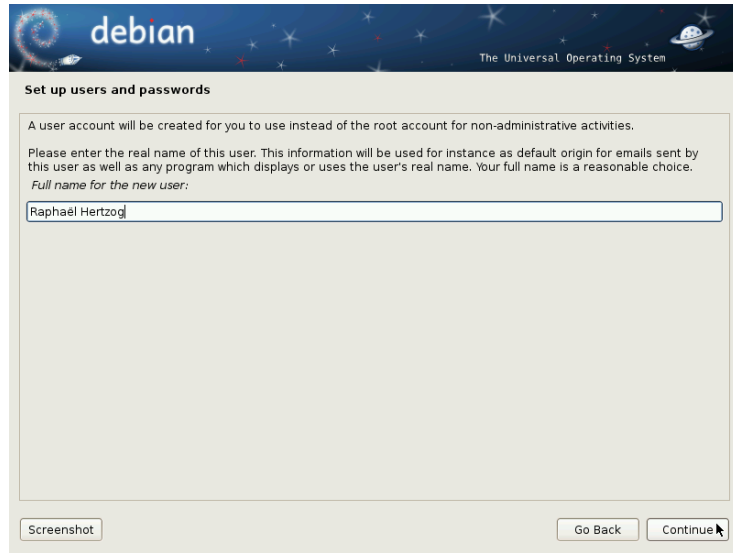 debian
The Universal Operating System
Set up users and passwords
A user account will be created for you to use instead of the root account for non-administrative activities.
Please enter the real name of this user. This information will be used for instance as default origin for emails sent by
this user as well as any program which displays or uses the user's real name. Your full name is a reasonable choice.
Full name for the new user:
Raphaël Hertzog
Screenshot
Go Back
Continue